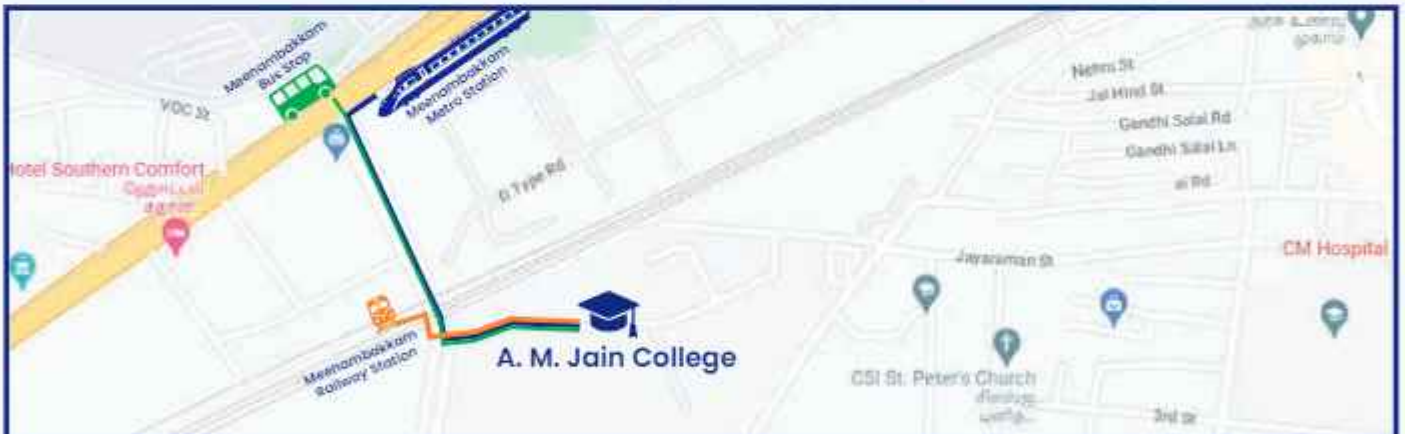 Meenambakkam
Bus Stop
Meenambakkam
Metro Station
VOC St
Hotel Southern Comfort
D Type Rd
Nehru St
Jai Hind St
Gandhi Salai Rd
Gandhi Salai Ln
ai Rd
Jayaraman St
CM Hospital
Meenambakkam
Railway Station
A. M. Jain College
CSI St. Peter's Church
3rd St